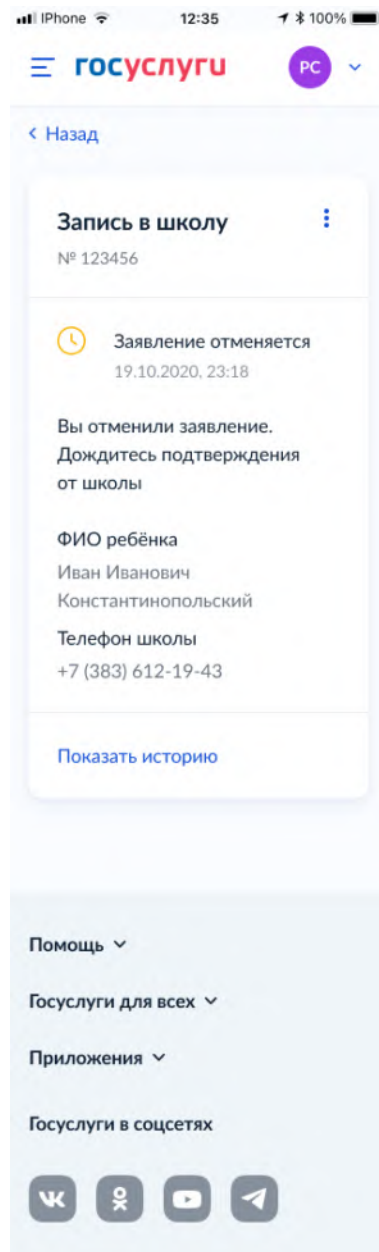 IPhone 12:35 100%
госуслуги РС
Назад
Запись в школу
№ 123456
Заявление отменяется
19.10.2020, 23:18
Вы отменили заявление.
Дождитесь подтверждения
от школы
ФИО ребёнка
Иван Иванович
Константинопольский
Телефон школы
+7 (383) 612-19-43
Показать историю
Помощь
Госуслуги для всех
Приложения
Госуслуги в соцсетях